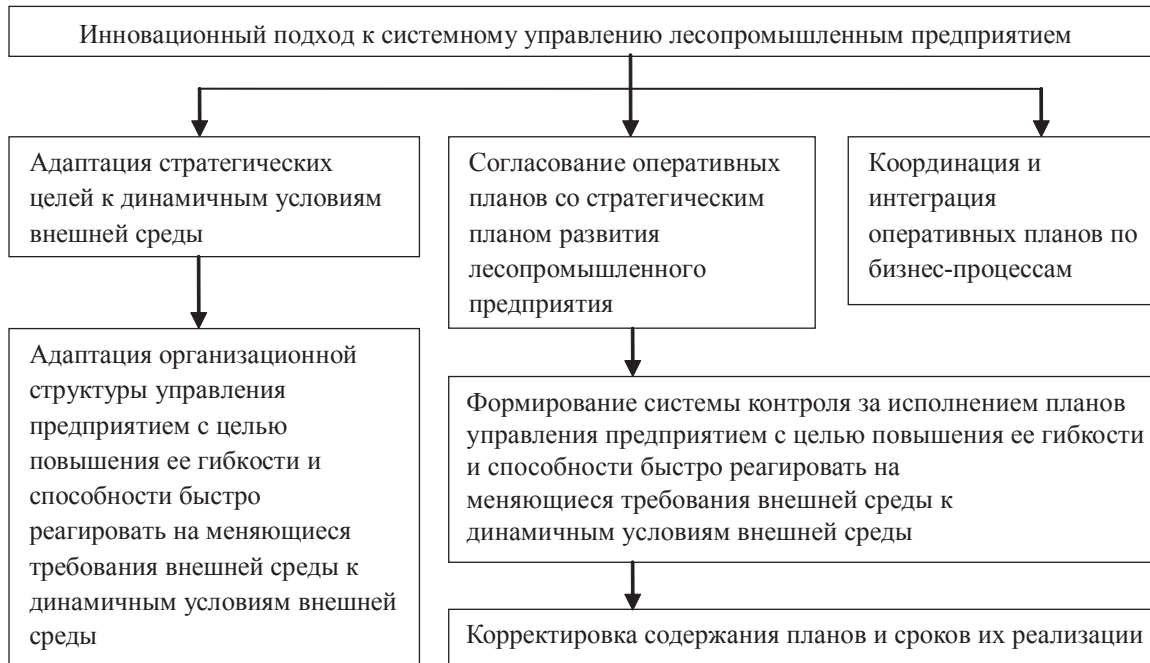 Инновационный подход к системному управлению лесопромышленным предприятием
Адаптация стратегических
целей к динамичным условиям
внешней среды
Согласование оперативных
планов со стратегическим
планом развития
лесопромышленного
предприятия
Координация и
интеграция
оперативных планов по
бизнес-процессам
Адаптация организационной
структуры управления
предприятием с целью
повышения ее гибкости и
способности быстро
реагировать на меняющиеся
требования внешней среды к
динамичным условиям внешней
среды
Формирование системы контроля за исполнением планов
управления предприятием с целью повышения ее гибкости
и способности быстро реагировать на
меняющиеся требования внешней среды к
динамичным условиям внешней среды
Корректировка содержания планов и сроков их реализации